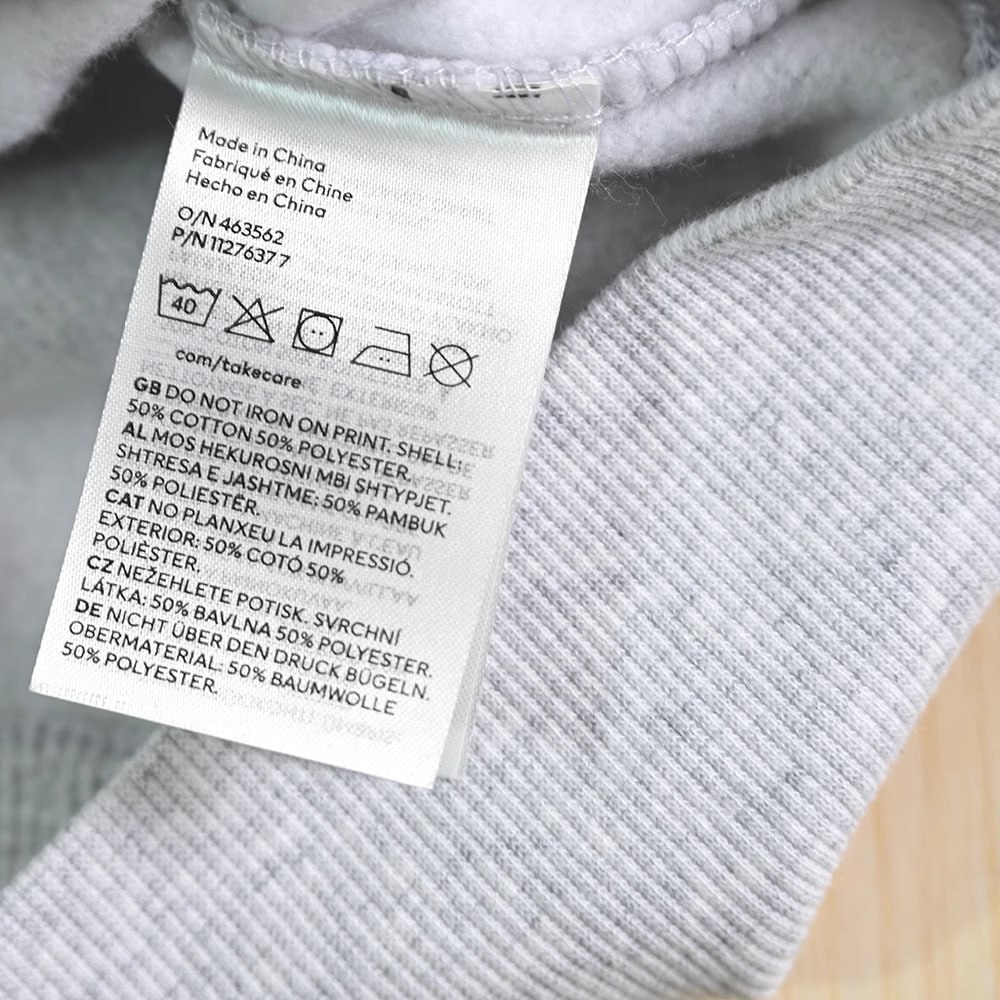 Made in China
Fabriqué en Chine
Hecho en China
O/N 463562
P/N 11276377
40
com/takecare
GB DO NOT IRON ON PRINT. SHELL:
50% COTTON 50% POLYESTER.
AL MOS HEKUROSNI MBI SHTYPJET.
SHTRESA E JASHTME: 50% PAMBUK
50% POLIESTËR.
CAT NO PLANXEU LA IMPRESSIÓ.
EXTERIOR: 50% COTÓ 50%
POLIÈSTER.
CZ NEŽEHLETE POTISK. SVRCHNÍ
LÁTKA: 50% BAVLNA 50% POLYESTER.
DE NICHT ÜBER DEN DRUCK BÜGELN.
OBERMATERIAL: 50% BAUMWOLLE
50% POLYESTER.